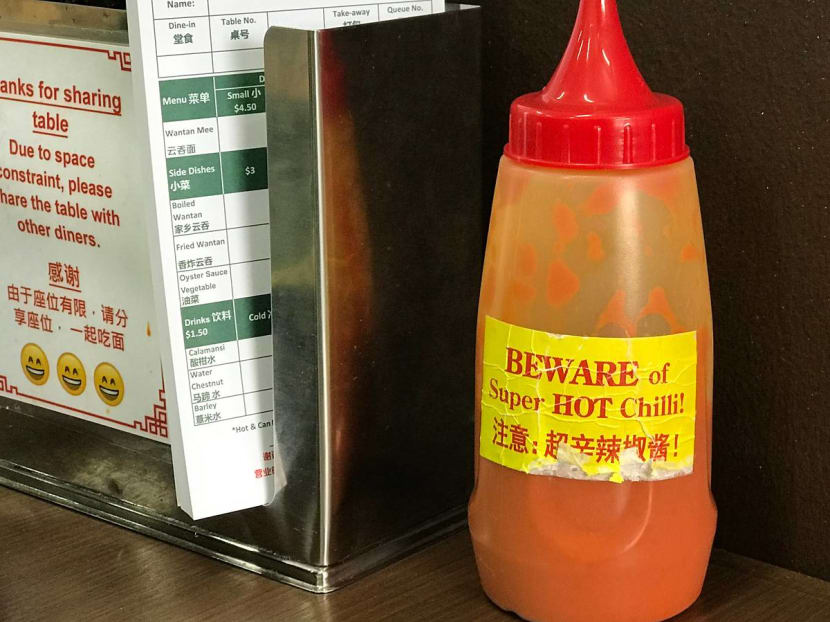 anks for sharing
table
Due to space
constraint, please
hare the table with
other diners.
感谢
由于座位有限，请分
享座位，一起吃面
Name:
Dine-in
堂食
Table No.
桌号
Take-away
Queue No.
Menu 菜单
Small 小
$4.50
Wantan Mee
云吞面
Side Dishes
小菜
$3
Boiled
Wantan
家乡云吞
Fried Wantan
香炸云吞
Oyster Sauce
Vegetable
油菜
Drinks 饮料
$1.50
Cold
Calamansi
酸柑水
Water
Chestnut
马蹄水
Barley
薏米水
*Hot & Can
BEWARE of
Super HOT Chilli!
注意:超辛辣椒酱!